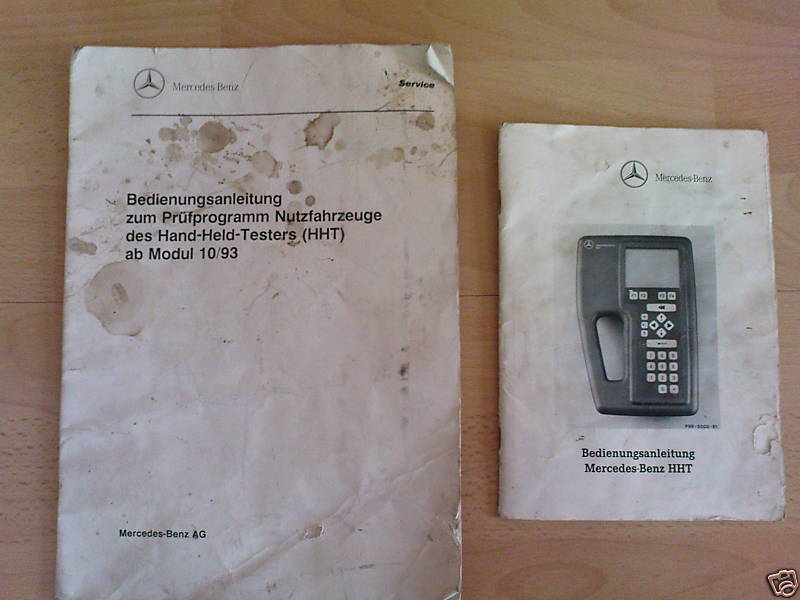 Mercedes-Benz
Service
Bedienungsanleitung
zum Prüfprogramm Nutzfahrzeuge
des Hand-Held-Testers (HHT)
ab Modul 10/93
Mercedes-Benz AG
Mercedes-Benz
Bedienungsanleitung
Mercedes-Benz HHT